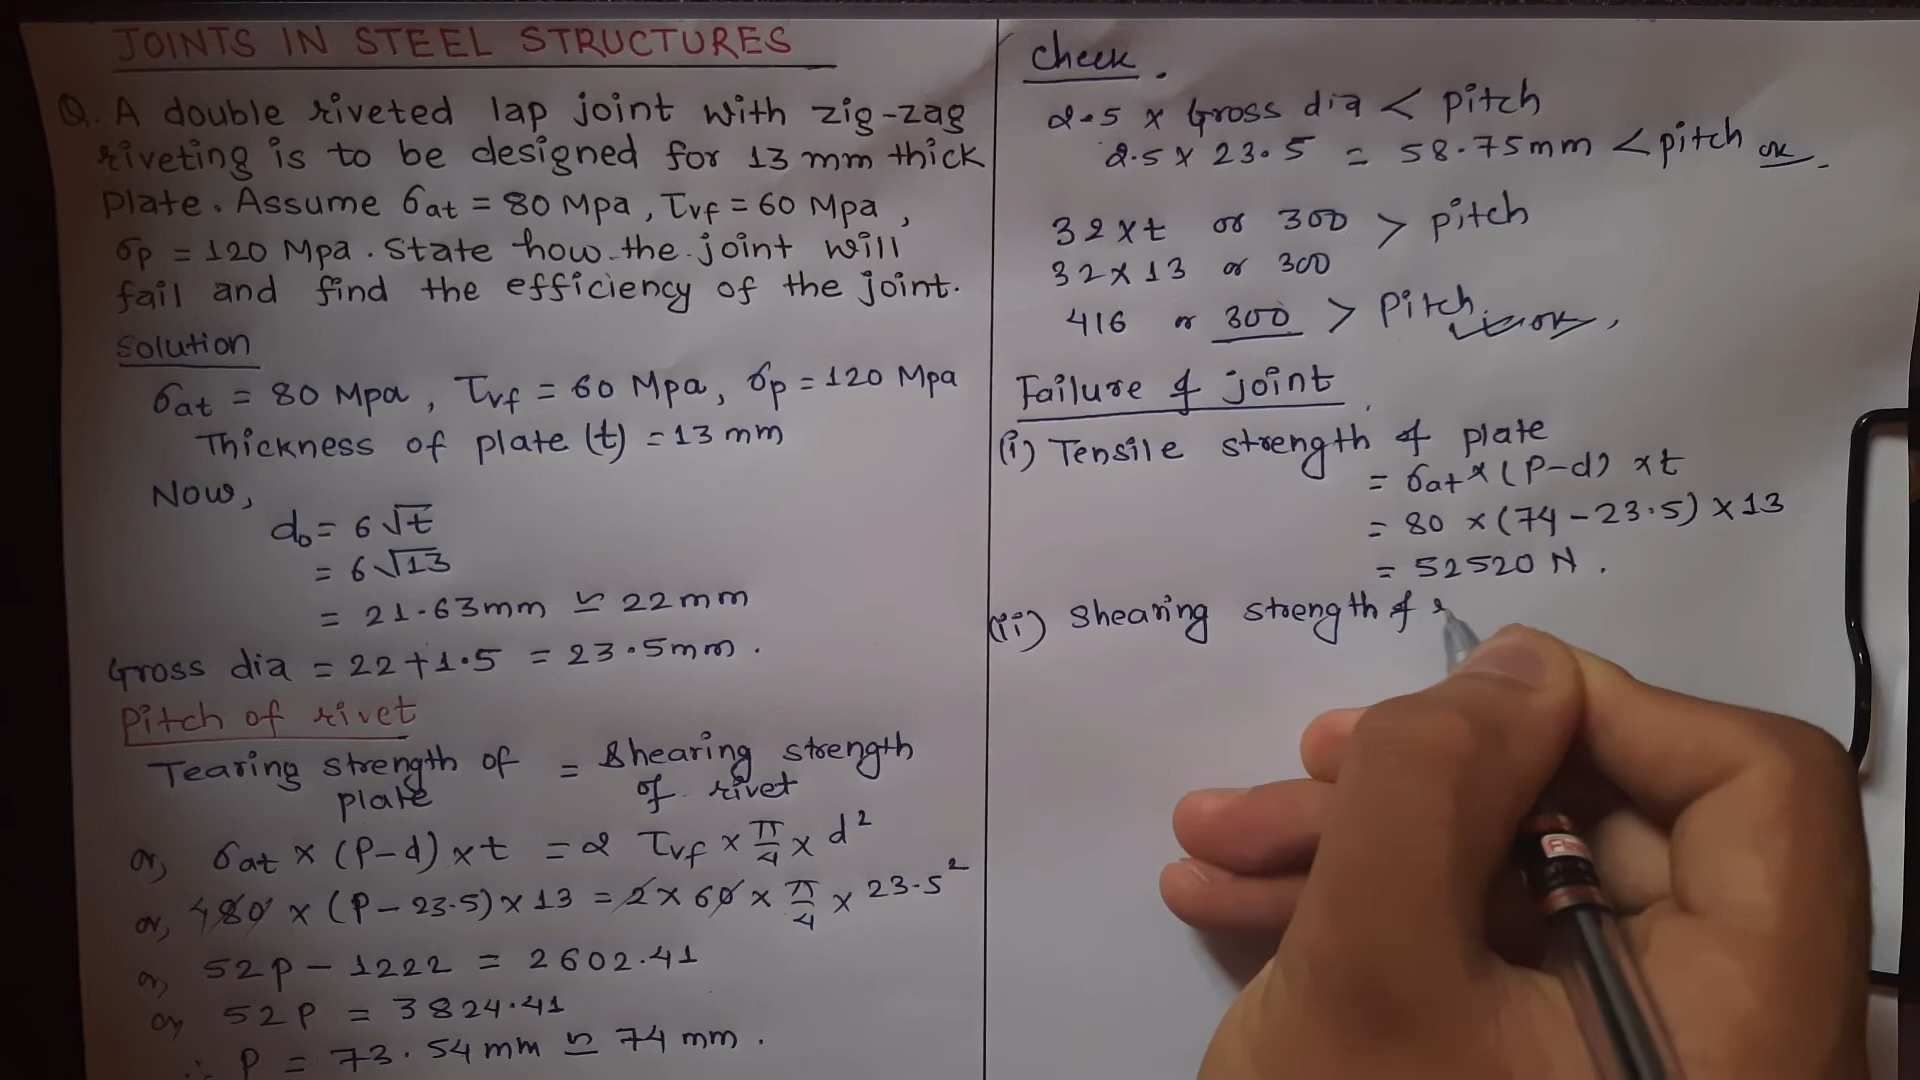 JOINTS IN STEEL STRUCTURES
Q. A double riveted lap joint with zig-zag
riveting is to be designed for 13 mm thick
plate. Assume σat = 80 Mpa, τvf = 60 Mpa,
σp = 120 Mpa. State how the joint will
fail and find the efficiency of the joint.
Solution
σat = 80 Mpa, τvf = 60 Mpa, σp = 120 Mpa
Thickness of plate (t) = 13 mm
Now,
d₀ = 6√t
= 6√13
= 21.63mm ≃ 22mm
Gross dia = 22+1.5 = 23.5mm.
Pitch of rivet
Tearing strength of plate = Shearing strength of rivet
or, σat × (P-d) × t = 2 τvf × π/4 × d²
or, 480 × (P - 23.5) × 13 = 2 × 60 × π/4 × 23.5²
or, 52P - 1222 = 2602.41
or, 52P = 3824.41
∴ P = 73.54mm ≃ 74 mm.
Check.
2.5 × Gross dia < pitch
2.5 × 23.5 = 58.75mm < pitch ok.
32×t or 300 > pitch
32×13 or 300
416 or 300 > Pitch. ok,
Failure of joint
(i) Tensile strength of plate
= σat × (P-d) × t
= 80 × (74 - 23.5) × 13
= 52520 N.
(ii) Shearing strength of